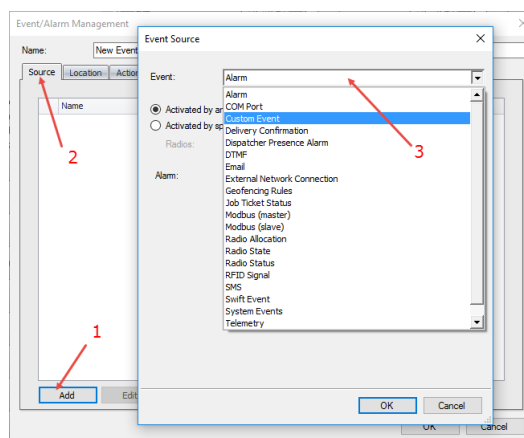 Event/Alarm Management
Name: New Event
Source Location Action
Name
Add Edit
OK Cancel
Event Source
Event: Alarm
Alarm
COM Port
Custom Event
Delivery Confirmation
Dispatcher Presence Alarm
DTMF
Email
External Network Connection
Geofencing Rules
Job Ticket Status
Modbus (master)
Modbus (slave)
Radio Allocation
Radio State
Radio Status
RFID Signal
SMS
Swift Event
System Events
Telemetry
Activated by ar
Activated by sp
Radios:
Alarm:
OK Cancel
1
2
3